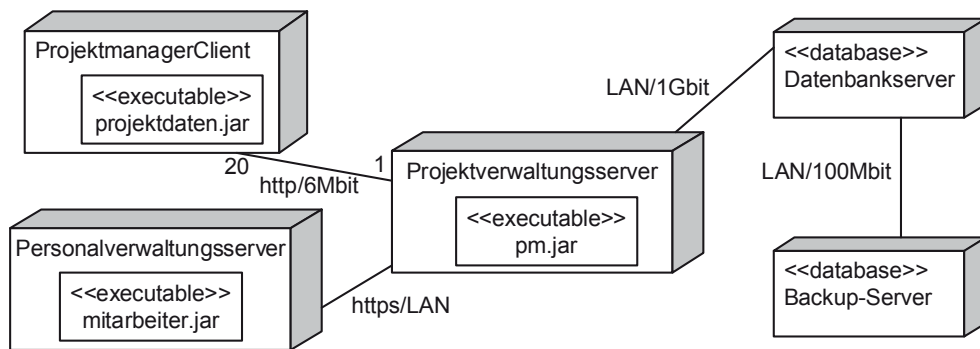 ProjektmanagerClient
<<executable>>
projektdaten.jar
20
http/6Mbit
1
Personalverwaltungsserver
<<executable>>
mitarbeiter.jar
https/LAN
Projektverwaltungsserver
<<executable>>
pm.jar
LAN/1Gbit
<<database>>
Datenbankserver
LAN/100Mbit
<<database>>
Backup-Server